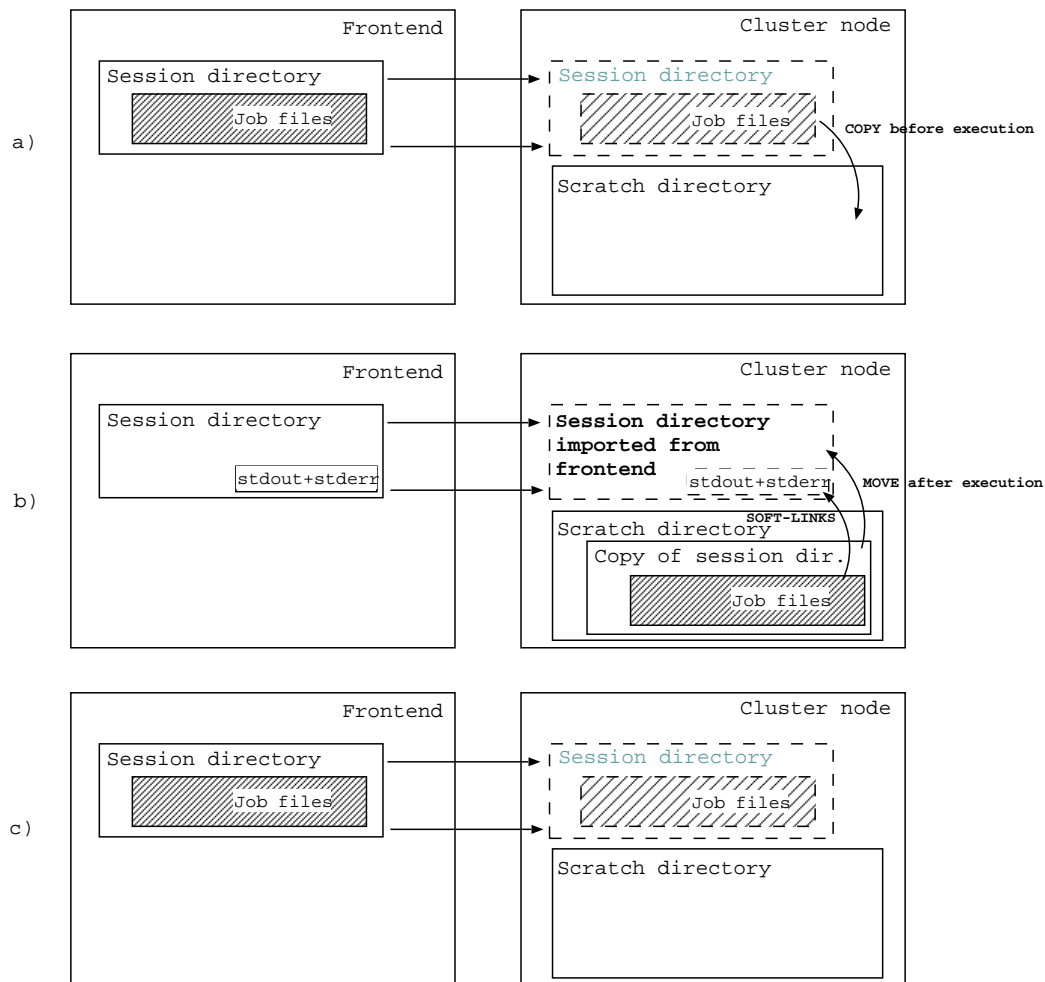 Frontend
Cluster node
Session directory
Session directory
Job files
Job files
COPY before execution
a)
Scratch directory
Frontend
Cluster node
Session directory
Session directory
imported from
frontend
stdout+stderr
stdout+stderr
MOVE after execution
b)
SOFT-LINKS
Scratch directory
Copy of session dir.
Job files
Frontend
Cluster node
Session directory
Session directory
Job files
Job files
c)
Scratch directory